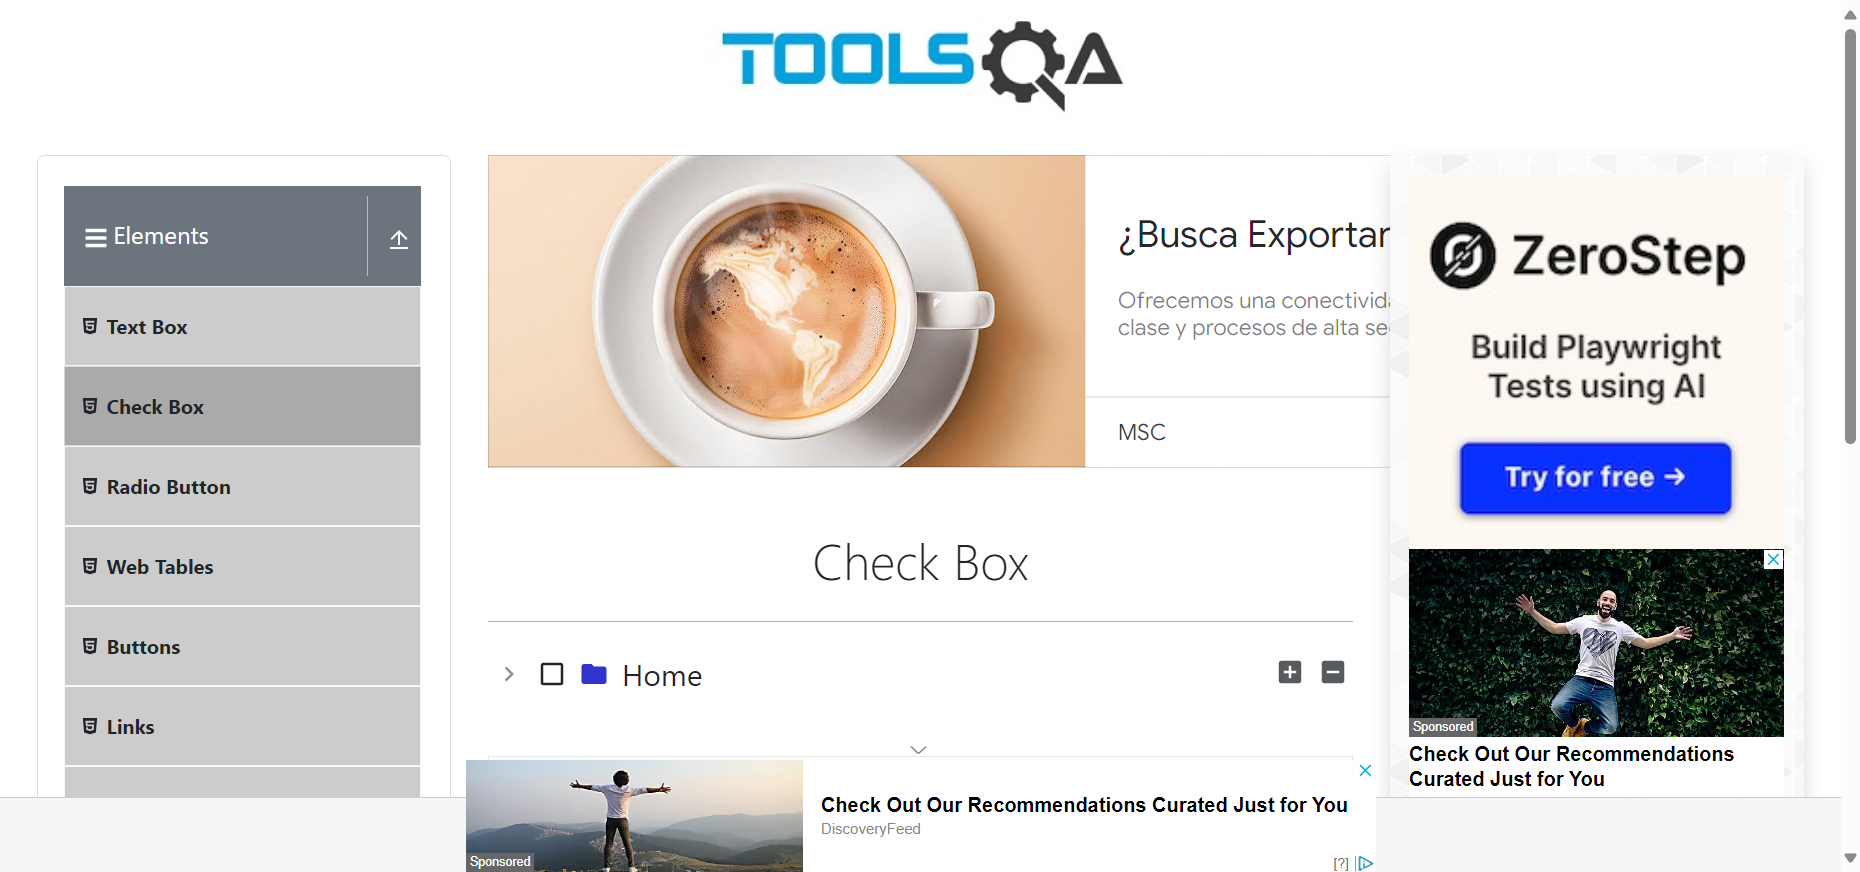 TOOLSQA
Elements
Text Box
Check Box
Radio Button
Web Tables
Buttons
Links
¿Busca Exportar
Ofrecemos una
clase y procesos de alta
MSC
Check Box
Home
ZeroStep
Build Playwright
Tests using AI
Try for free →
Sponsored
Check Out Our Recommendations
Curated Just for You
Sponsored
Check Out Our Recommendations Curated Just for You
DiscoveryFeed
[?]